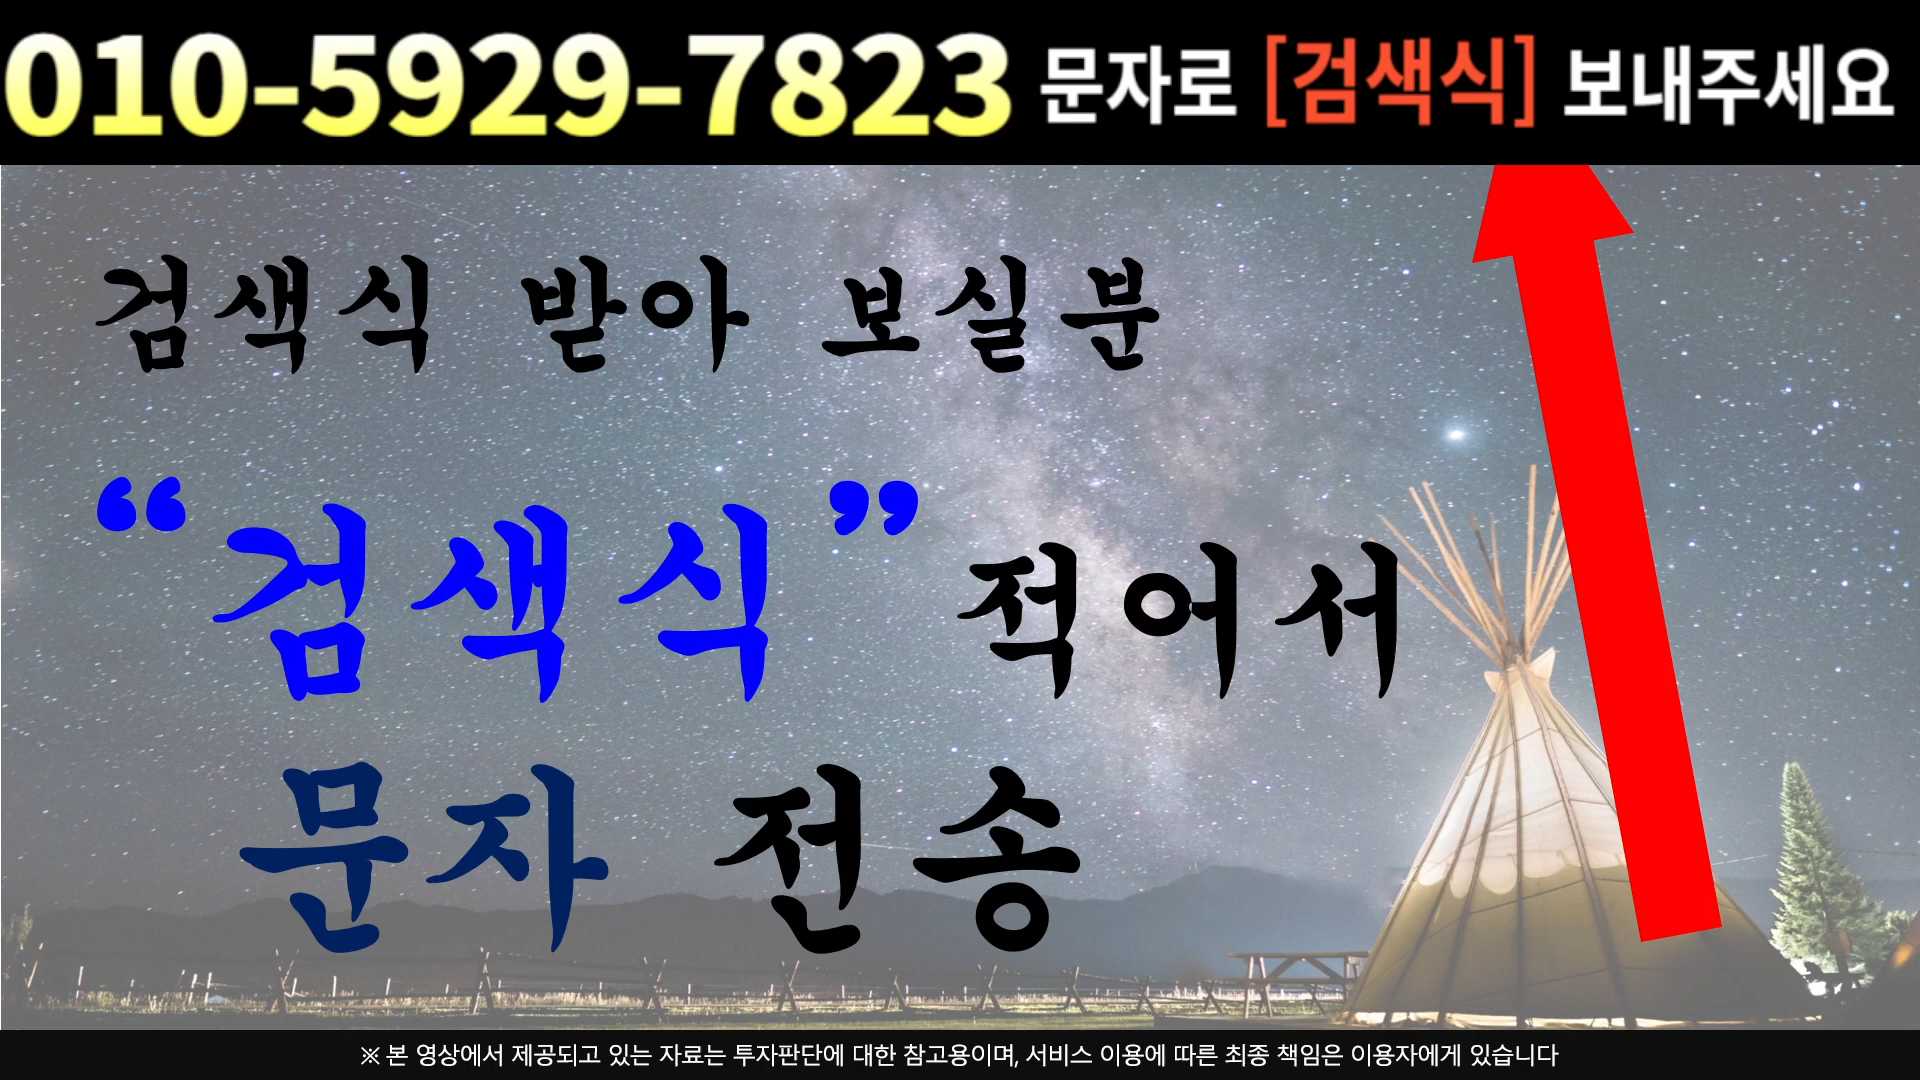 010-5929-7823 문자로 [검색식] 보내주세요
검색식 받아 보실분
“검색식” 적어서
문자 전송
※ 본 영상에서 제공되고 있는 자료는 투자판단에 대한 참고용이며, 서비스 이용에 따른 최종 책임은 이용자에게 있습니다